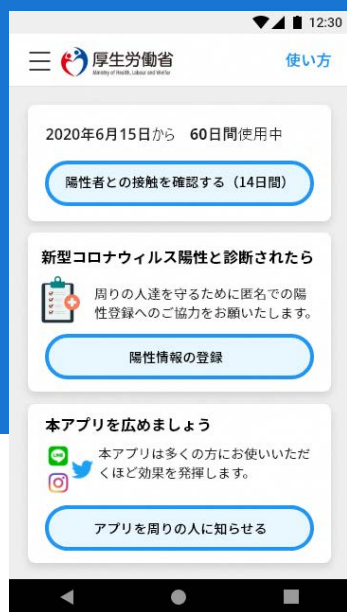 12:30
厚生労働省
Ministry of Health, Labour and Welfar
使い方
2020年6月15日から 60日間使用中
陽性者との接触を確認する（14日間）
新型コロナウィルス陽性と診断されたら
周りの人達を守るために匿名での陽
性登録へのご協力をお願いたします。
陽性情報の登録
本アプリを広めましょう
LINE
本アプリは多くの方にお使いいただ
くほど効果を発揮します。
アプリを周りの人に知らせる